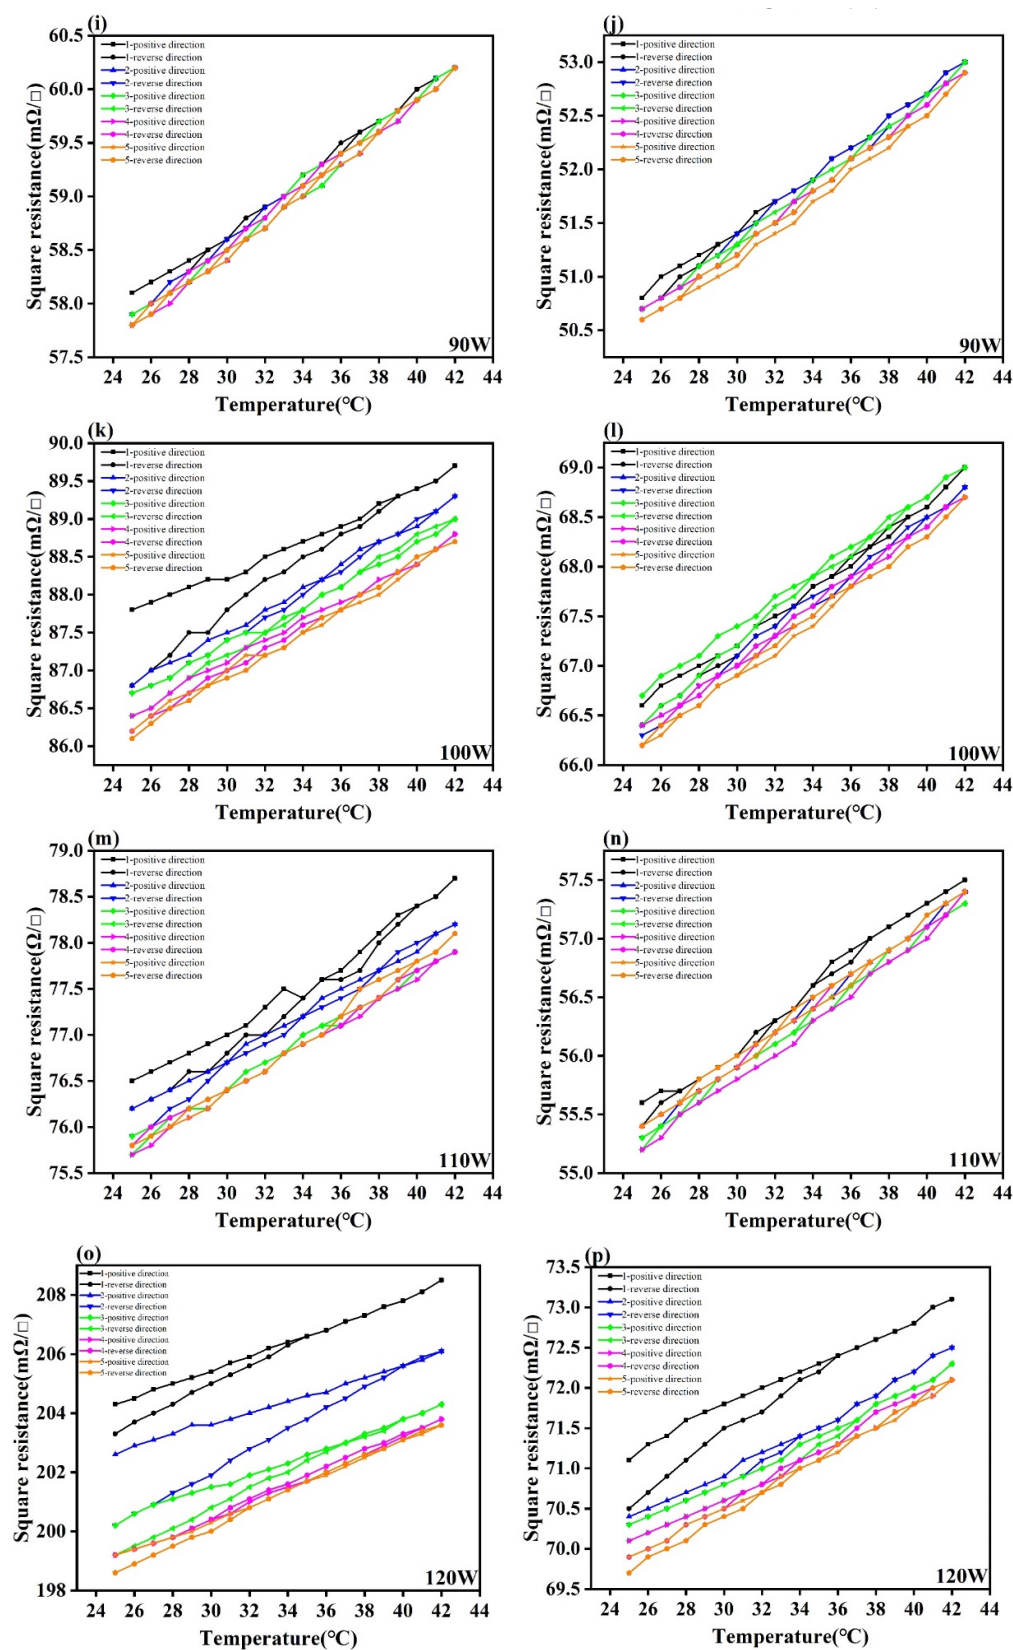 (i)
60.5
60.0
59.5
59.0
58.5
58.0
57.5
Square resistance(mΩ/□)
1-positive direction
1-reverse direction
2-positive direction
2-reverse direction
3-positive direction
3-reverse direction
4-positive direction
4-reverse direction
5-positive direction
5-reverse direction
90W
24 26 28 30 32 34 36 38 40 42 44
Temperature(°C)
(j)
53.0
52.5
52.0
51.5
51.0
50.5
Square resistance(mΩ/□)
1-positive direction
1-reverse direction
2-positive direction
2-reverse direction
3-positive direction
3-reverse direction
4-positive direction
4-reverse direction
5-positive direction
5-reverse direction
90W
24 26 28 30 32 34 36 38 40 42 44
Temperature(°C)
(k)
90.0
89.5
89.0
88.5
88.0
87.5
87.0
86.5
86.0
Square resistance(mΩ/□)
1-positive direction
1-reverse direction
2-positive direction
2-reverse direction
3-positive direction
3-reverse direction
4-positive direction
4-reverse direction
5-positive direction
5-reverse direction
100W
24 26 28 30 32 34 36 38 40 42 44
Temperature(°C)
(l)
69.0
68.5
68.0
67.5
67.0
66.5
66.0
Square resistance(mΩ/□)
1-positive direction
1-reverse direction
2-positive direction
2-reverse direction
3-positive direction
3-reverse direction
4-positive direction
4-reverse direction
5-positive direction
5-reverse direction
100W
24 26 28 30 32 34 36 38 40 42 44
Temperature(°C)
(m)
79.0
78.5
78.0
77.5
77.0
76.5
76.0
75.5
Square resistance(Ω/□)
1-positive direction
1-reverse direction
2-positive direction
2-reverse direction
3-positive direction
3-reverse direction
4-positive direction
4-reverse direction
5-positive direction
5-reverse direction
110W
24 26 28 30 32 34 36 38 40 42 44
Temperature(°C)
(n)
57.5
57.0
56.5
56.0
55.5
55.0
Square resistance(mΩ/□)
1-positive direction
1-reverse direction
2-positive direction
2-reverse direction
3-positive direction
3-reverse direction
4-positive direction
4-reverse direction
5-positive direction
5-reverse direction
110W
24 26 28 30 32 34 36 38 40 42 44
Temperature(°C)
(o)
208
206
204
202
200
198
Square resistance(mΩ/□)
1-positive direction
1-reverse direction
2-positive direction
2-reverse direction
3-positive direction
3-reverse direction
4-positive direction
4-reverse direction
5-positive direction
5-reverse direction
120W
24 26 28 30 32 34 36 38 40 42 44
Temperature(°C)
(p)
73.5
73.0
72.5
72.0
71.5
71.0
70.5
70.0
69.5
Square resistance(mΩ/□)
1-positive direction
1-reverse direction
2-positive direction
2-reverse direction
3-positive direction
3-reverse direction
4-positive direction
4-reverse direction
5-positive direction
5-reverse direction
120W
24 26 28 30 32 34 36 38 40 42 44
Temperature(°C)